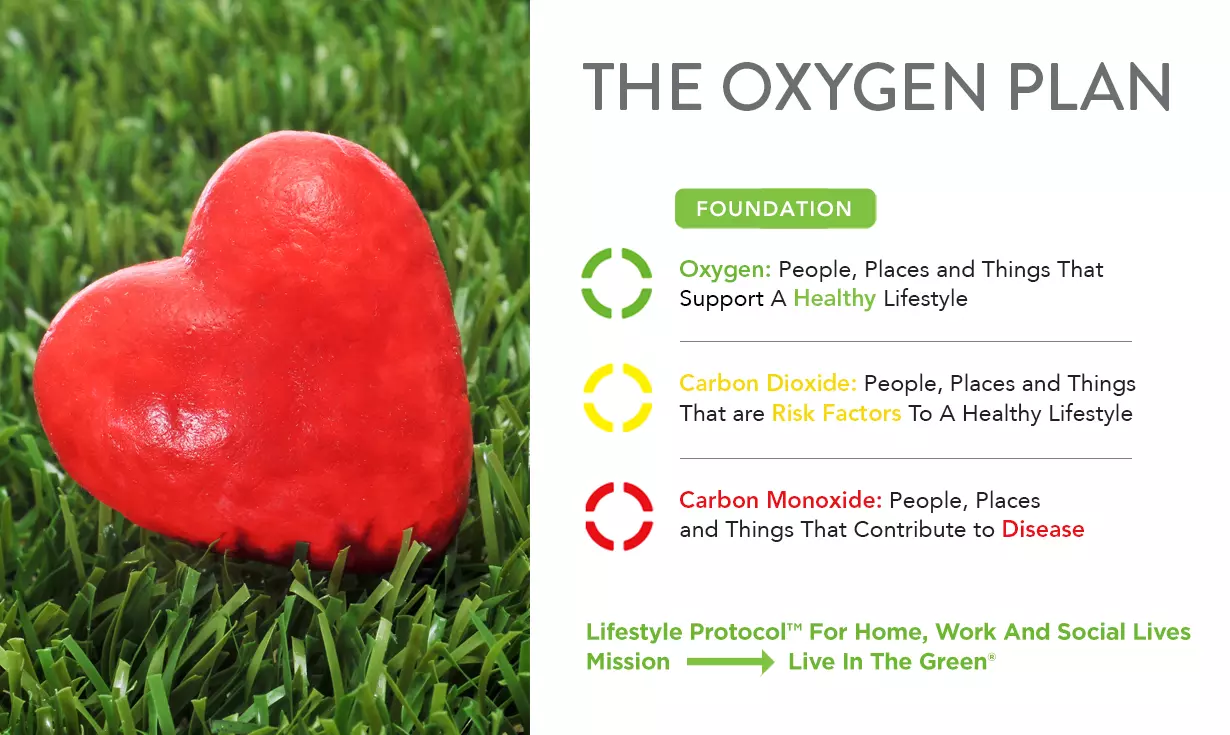 THE OXYGEN PLAN
FOUNDATION
Oxygen: People, Places and Things That
Support A Healthy Lifestyle
Carbon Dioxide: People, Places and Things
That are Risk Factors To A Healthy Lifestyle
Carbon Monoxide: People, Places
and Things That Contribute to Disease
Lifestyle Protocol™ For Home, Work And Social Lives
Mission → Live In The Green®